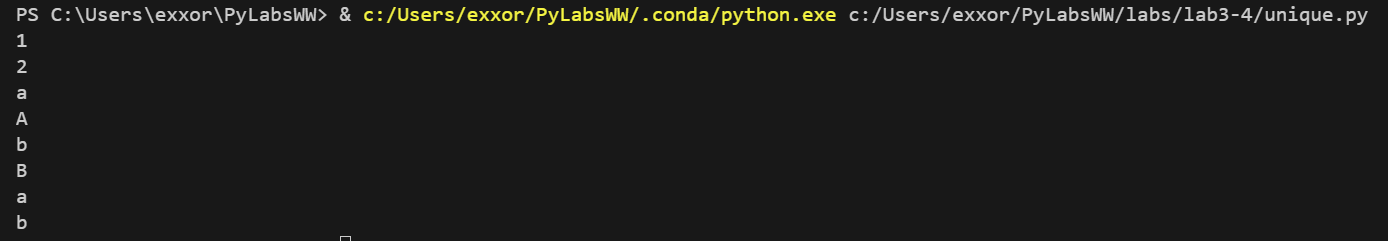 PS C:\Users\exxor\PyLabsWW> & c:/Users/exxor/PyLabsWW/.conda/python.exe c:/Users/exxor/PyLabsWW/labs/lab3-4/unique.py
1
2
a
A
b
B
a
b